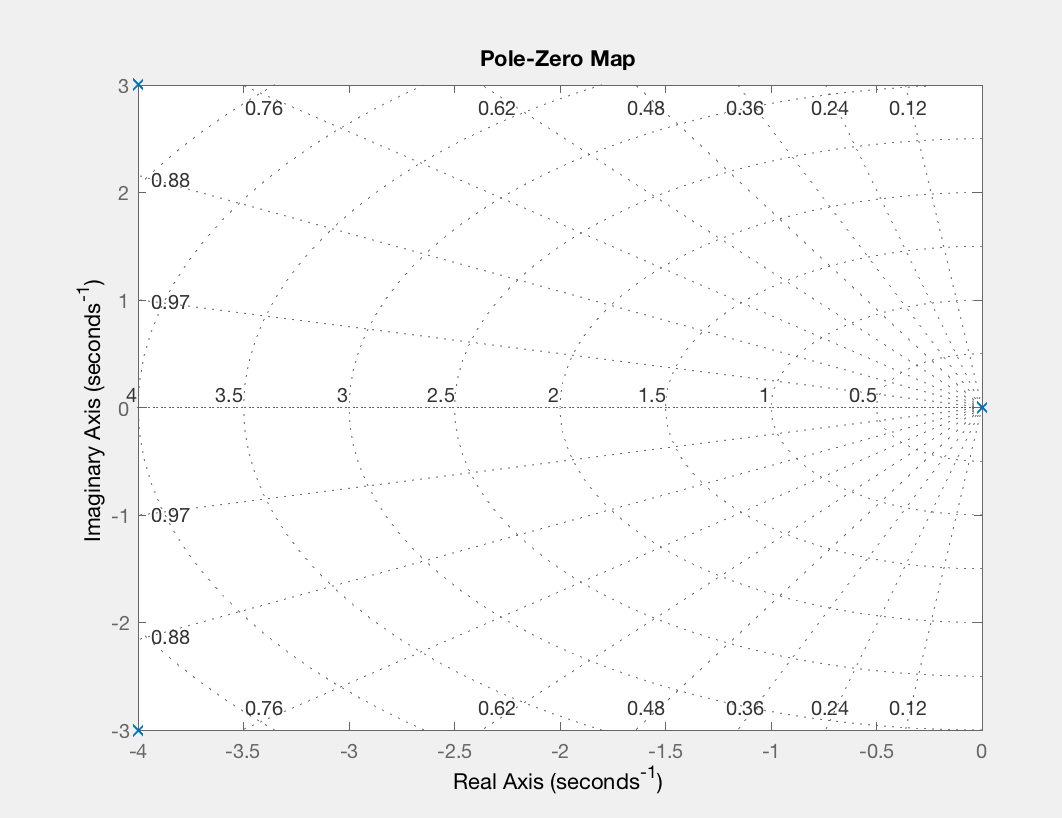 Pole-Zero Map
3
0.76 0.62 0.48 0.36 0.24 0.12
0.88
2
1
0.97
4 3.5 3 2.5 2 1.5 1 0.5
0
-1
0.97
-2
0.88
0.76 0.62 0.48 0.36 0.24 0.12
-3
-4 -3.5 -3 -2.5 -2 -1.5 -1 -0.5 0
Real Axis (seconds-1)
Imaginary Axis (seconds-1)